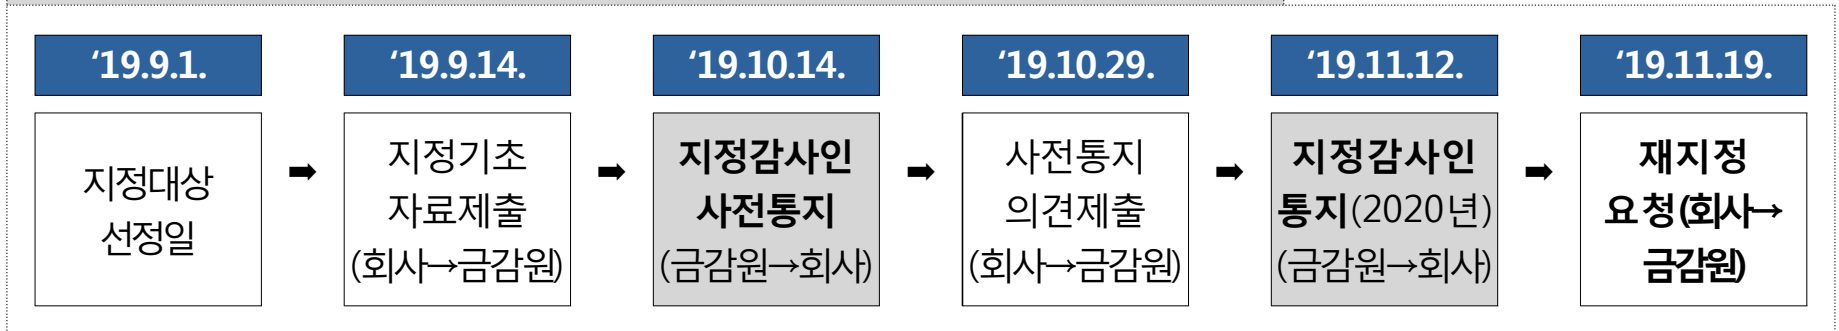 ‘19.9.1.
‘19.9.14.
‘19.10.14.
‘19.10.29.
‘19.11.12.
‘19.11.19.
지정대상
선정일
➡
지정기초
자료제출
(회사→금감원)
➡
지정감사인
사전통지
(금감원→회사)
➡
사전통지
의견제출
(회사→금감원)
➡
지정감사인
통지(2020년)
(금감원→회사)
➡
재지정
요청(회사→
금감원)